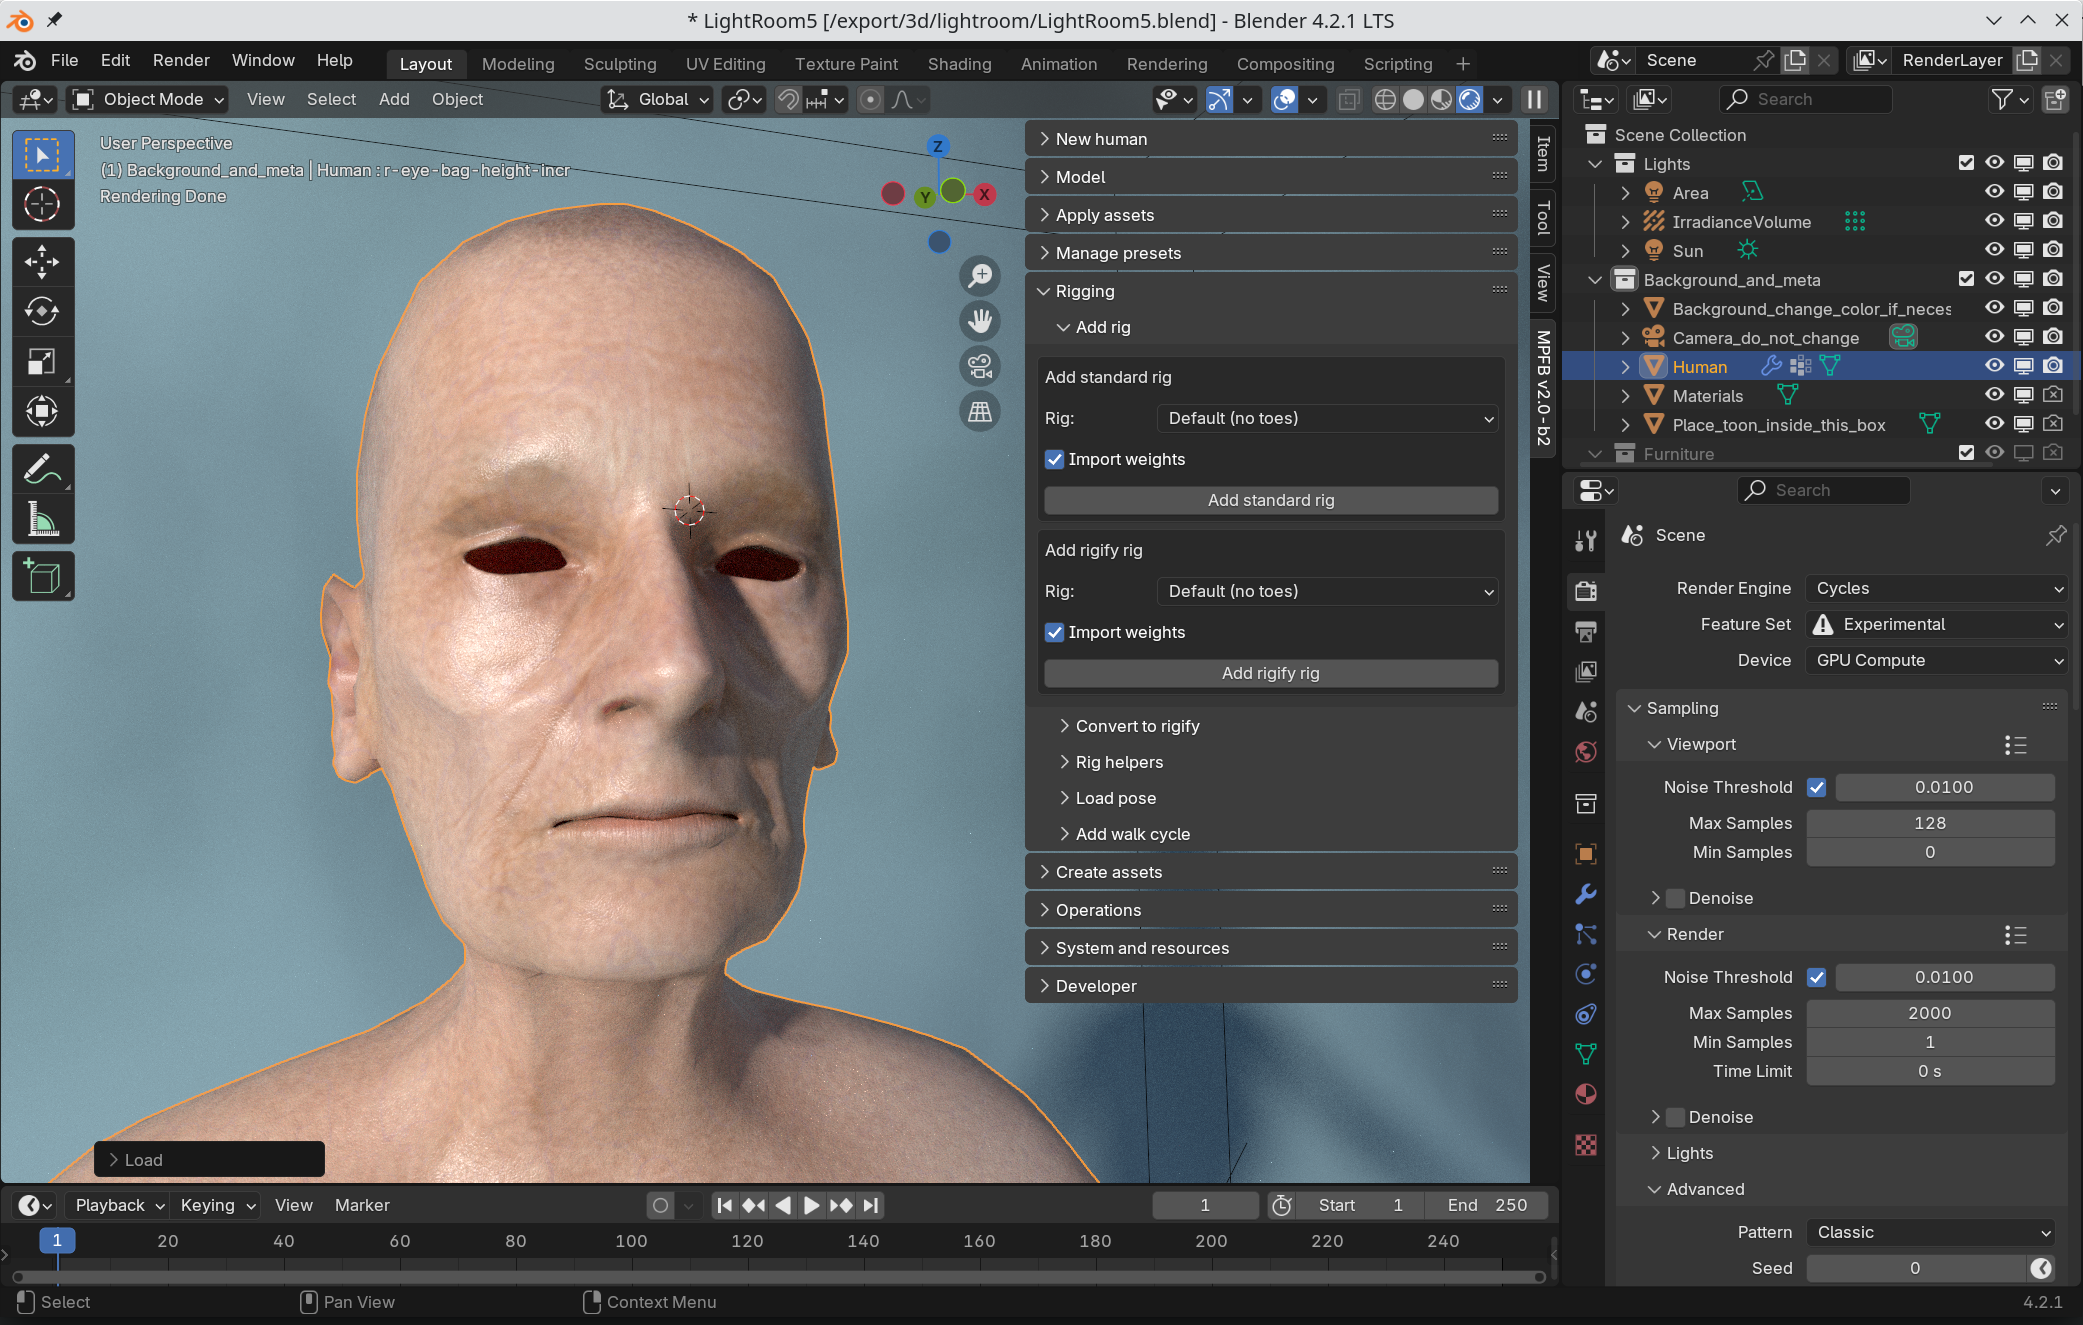 * LightRoom5 [/export/3d/lightroom/LightRoom5.blend] - Blender 4.2.1 LTS
File Edit Render Window Help Layout Modeling Sculpting UV Editing Texture Paint Shading Animation Rendering Compositing Scripting + Scene RenderLayer
Object Mode View Select Add Object Global
User Perspective
(1) Background_and_meta | Human : r-eye-bag-height-incr
Rendering Done
Z
Y
X
New human
Model
Apply assets
Manage presets
Rigging
Add rig
Add standard rig
Rig: Default (no toes)
Import weights
Add standard rig
Add rigify rig
Rig: Default (no toes)
Import weights
Add rigify rig
Convert to rigify
Rig helpers
Load pose
Add walk cycle
Create assets
Operations
System and resources
Developer
Item
Tool
View
MPFB v2.0 - b2
Load
Search
Scene Collection
Lights
Area
IrradianceVolume
Sun
Background_and_meta
Background_change_color_if_neces
Camera_do_not_change
Human
Materials
Place_toon_inside_this_box
Furniture
Search
Scene
Render Engine Cycles
Feature Set Experimental
Device GPU Compute
Sampling
Viewport
Noise Threshold 0.0100
Max Samples 128
Min Samples 0
Denoise
Render
Noise Threshold 0.0100
Max Samples 2000
Min Samples 1
Time Limit 0 s
Denoise
Lights
Advanced
Pattern Classic
Seed 0
Playback Keying View Marker 1 Start 1 End 250
1 20 40 60 80 100 120 140 160 180 200 220 240
Select Pan View Context Menu 4.2.1